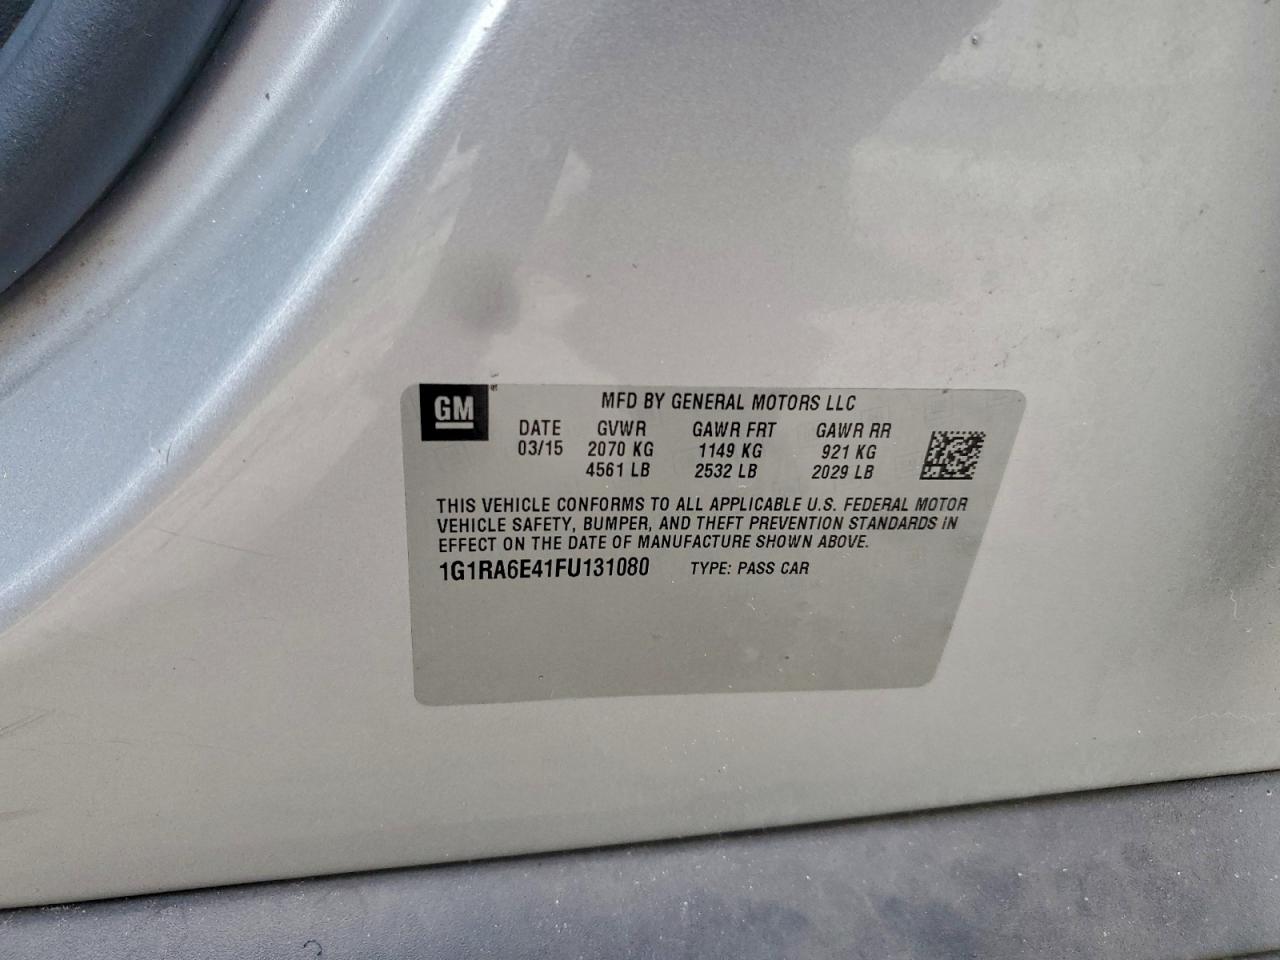 GM
MFD BY GENERAL MOTORS LLC
DATE GVWR GAWR FRT GAWR RR
03/15 2070 KG 1149 KG 921 KG
4561 LB 2532 LB 2029 LB
THIS VEHICLE CONFORMS TO ALL APPLICABLE U.S. FEDERAL MOTOR
VEHICLE SAFETY, BUMPER, AND THEFT PREVENTION STANDARDS IN
EFFECT ON THE DATE OF MANUFACTURE SHOWN ABOVE.
1G1RA6E41FU131080 TYPE: PASS CAR